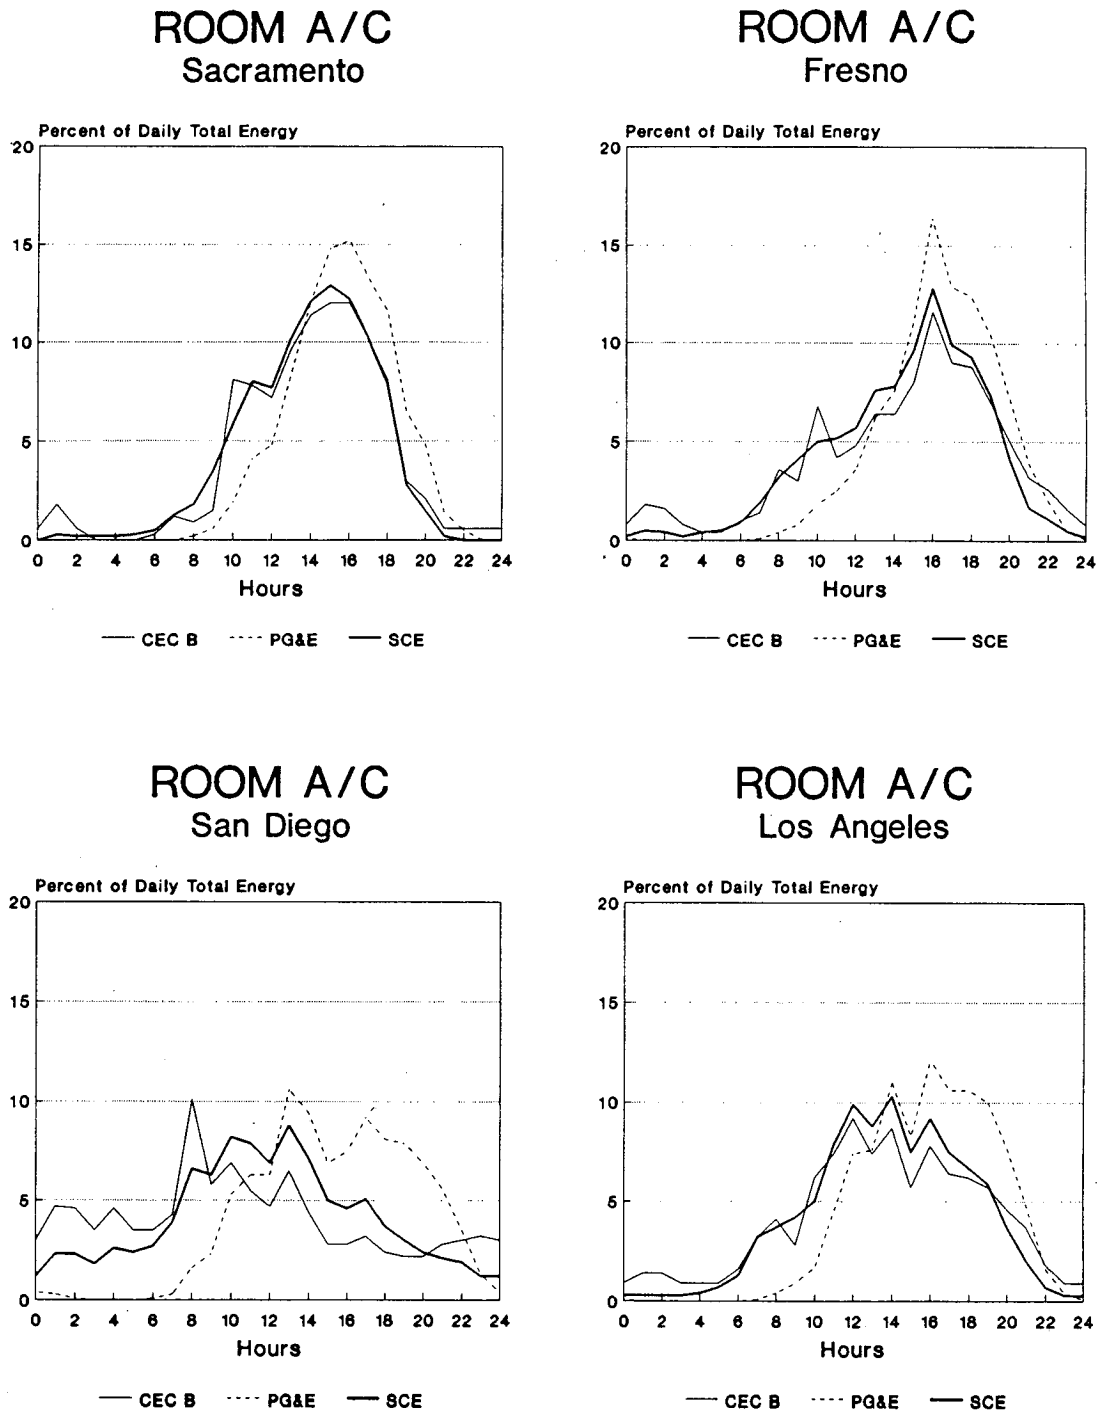 ROOM A/C
Sacramento
Percent of Daily Total Energy
20
15
10
5
0
0 2 4 6 8 10 12 14 16 18 20 22 24
Hours
CEC B PG&E SCE
ROOM A/C
Fresno
Percent of Daily Total Energy
20
15
10
5
0
0 2 4 6 8 10 12 14 16 18 20 22 24
Hours
CEC B PG&E SCE
ROOM A/C
San Diego
Percent of Daily Total Energy
20
15
10
5
0
0 2 4 6 8 10 12 14 16 18 20 22 24
Hours
CEC B PG&E SCE
ROOM A/C
Los Angeles
Percent of Daily Total Energy
20
15
10
5
0
0 2 4 6 8 10 12 14 16 18 20 22 24
Hours
CEC B PG&E SCE